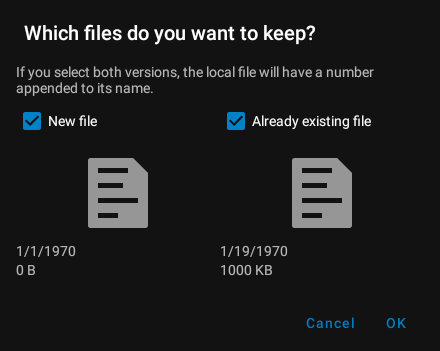 Which files do you want to keep?
If you select both versions, the local file will have a number
appended to its name.
New file
Already existing file
1/1/1970
0 B
1/19/1970
1000 KB
Cancel
OK